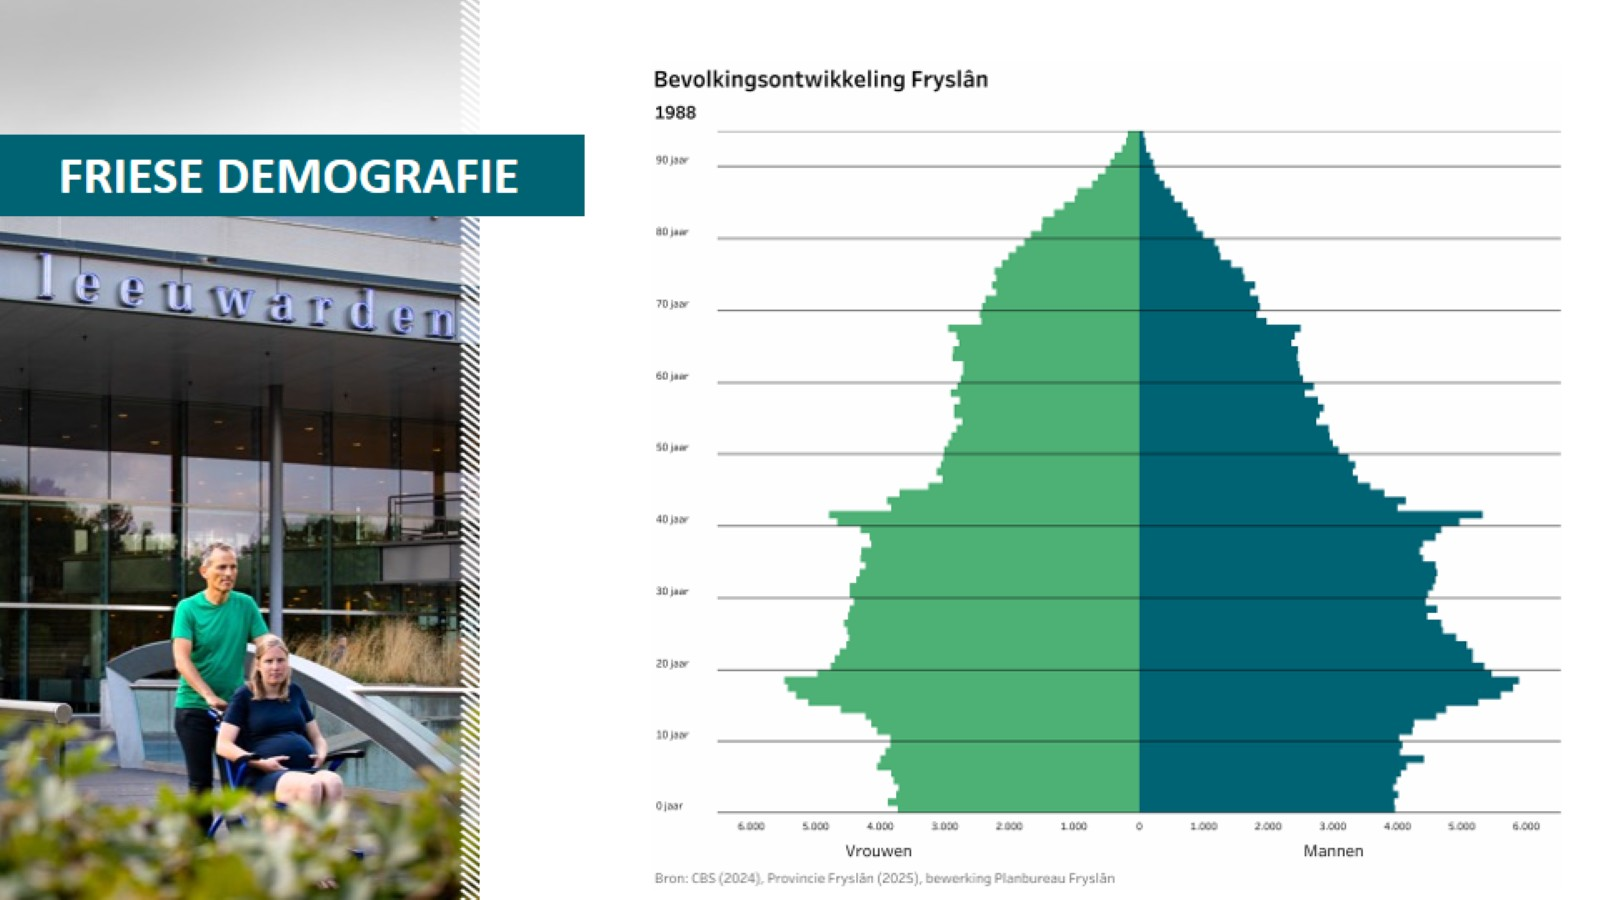 FRIESE DEMOGRAFIE
leeuwarden
Bevolkingsontwikkeling Fryslân
1988
90 jaar
80 jaar
70 jaar
60 jaar
50 jaar
40 jaar
30 jaar
20 jaar
10 jaar
0 jaar
6.000 5.000 4.000 3.000 2.000 1.000 0 1.000 2.000 3.000 4.000 5.000 6.000
Vrouwen Mannen
Bron: CBS (2024), Provincie Fryslân (2025), bewerking Planbureau Fryslân